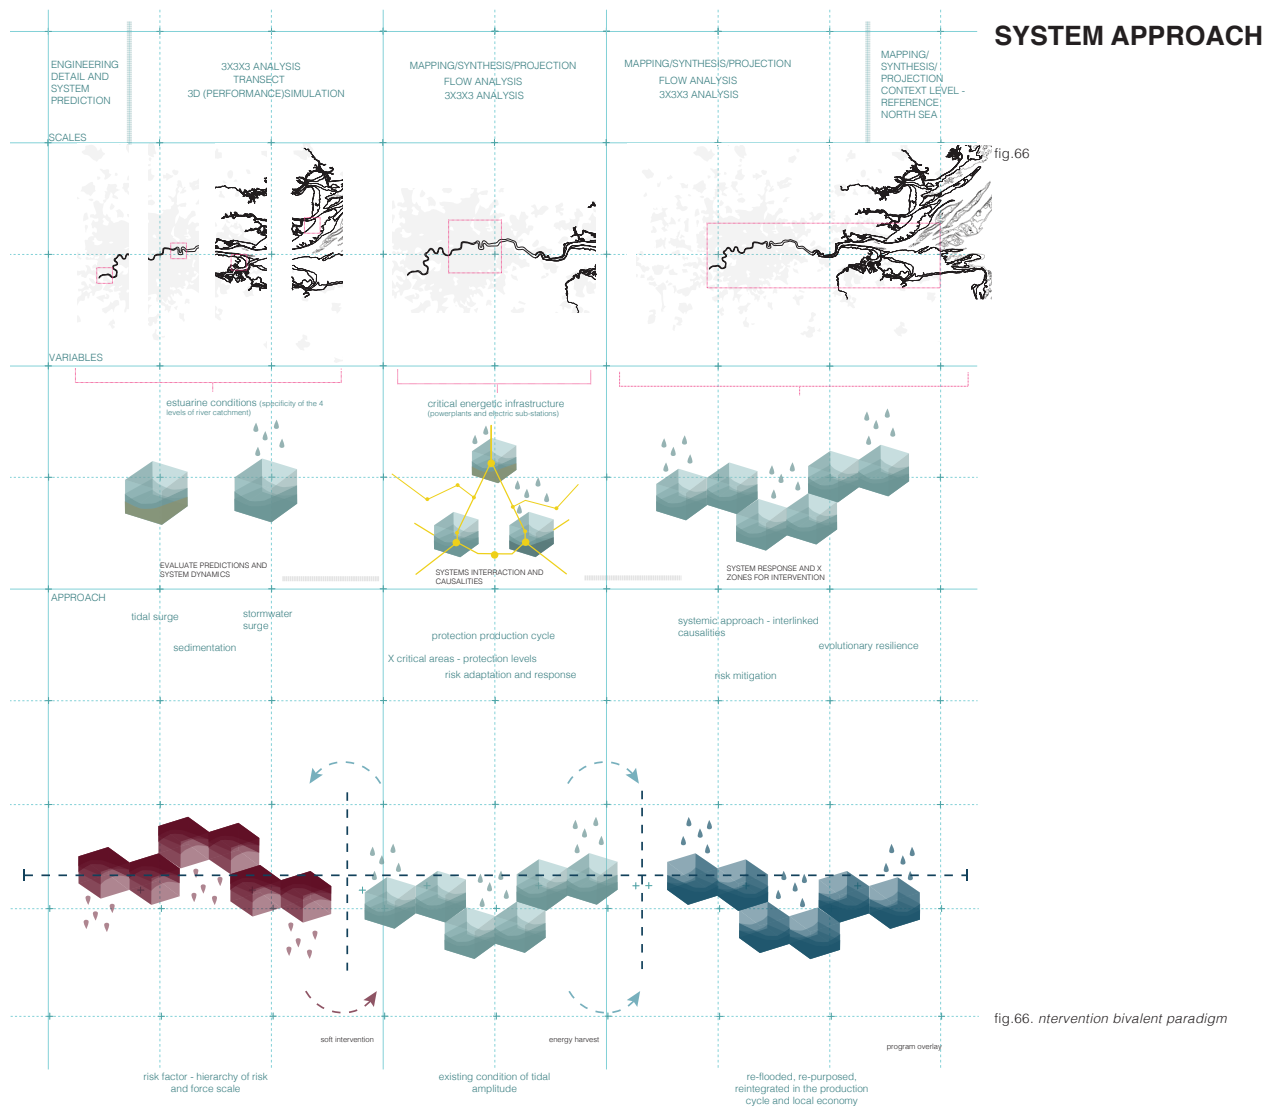 SYSTEM APPROACH
ENGINEERING
DETAIL AND
SYSTEM
PREDICTION
3X3X3 ANALYSIS
TRANSECT
3D (PERFORMANCE)SIMULATION
MAPPING/SYNTHESIS/PROJECTION
FLOW ANALYSIS
3X3X3 ANALYSIS
MAPPING/SYNTHESIS/PROJECTION
FLOW ANALYSIS
3X3X3 ANALYSIS
MAPPING/
SYNTHESIS/
PROJECTION
CONTEXT LEVEL -
REFERENCE
NORTH SEA
SCALES
fig.66
VARIABLES
estuarine conditions (specificity of the 4
levels of river catchment)
critical energetic infrastructure
(powerplants and electric sub-stations)
EVALUATE PREDICTIONS AND
SYSTEM DYNAMICS
SYSTEMS INTERRACTION AND
CAUSALITIES
SYSTEM RESPONSE AND X
ZONES FOR INTERVENTION
APPROACH
tidal surge
stormwater
surge
sedimentation
protection production cycle
X critical areas - protection levels
risk adaptation and response
systemic approach - interlinked
causalities
evplutionary resilience
risk mitigation
fig.66. ntervention bivalent paradigm
soft intervention
energy harvest
program overlay
risk factor - hierarchy of risk
and force scale
existing condition of tidal
amplitude
re-flooded, re-purposed,
reintegrated in the production
cycle and local economy